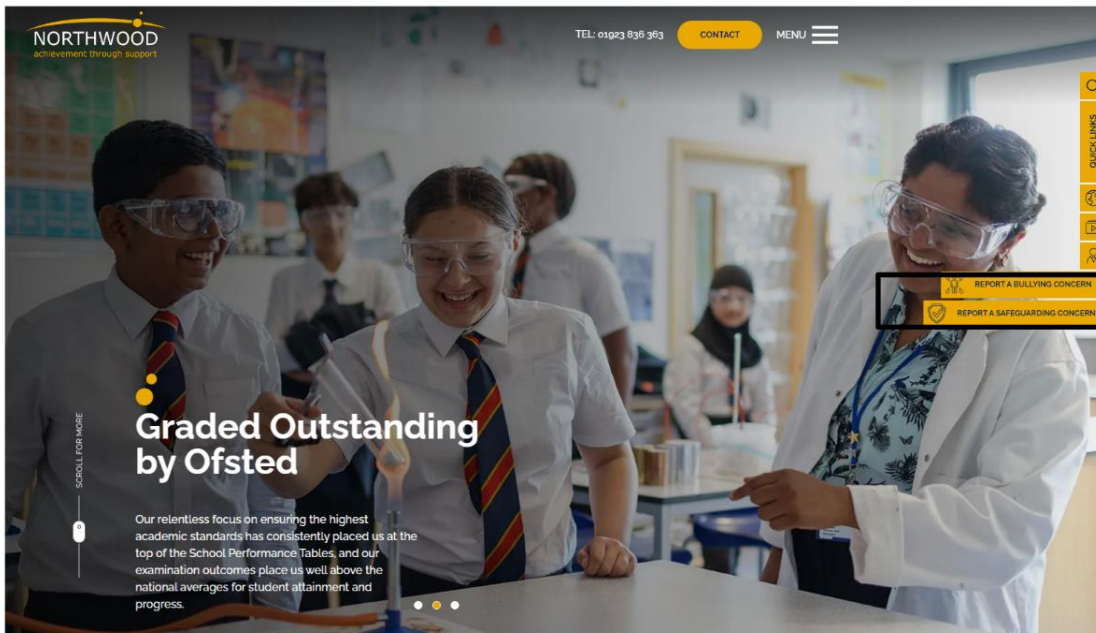 NORTHWOOD
achievement through support
TEL: 01923 836 363
CONTACT
MENU
QUICK LINKS
REPORT A BULLYING CONCERN
REPORT A SAFEGUARDING CONCERN
SCROLL FOR MORE
Graded Outstanding
by Ofsted
Our relentless focus on ensuring the highest
academic standards has consistently placed us at the
top of the School Performance Tables, and our
examination outcomes place us well above the
national averages for student attainment and
progress.